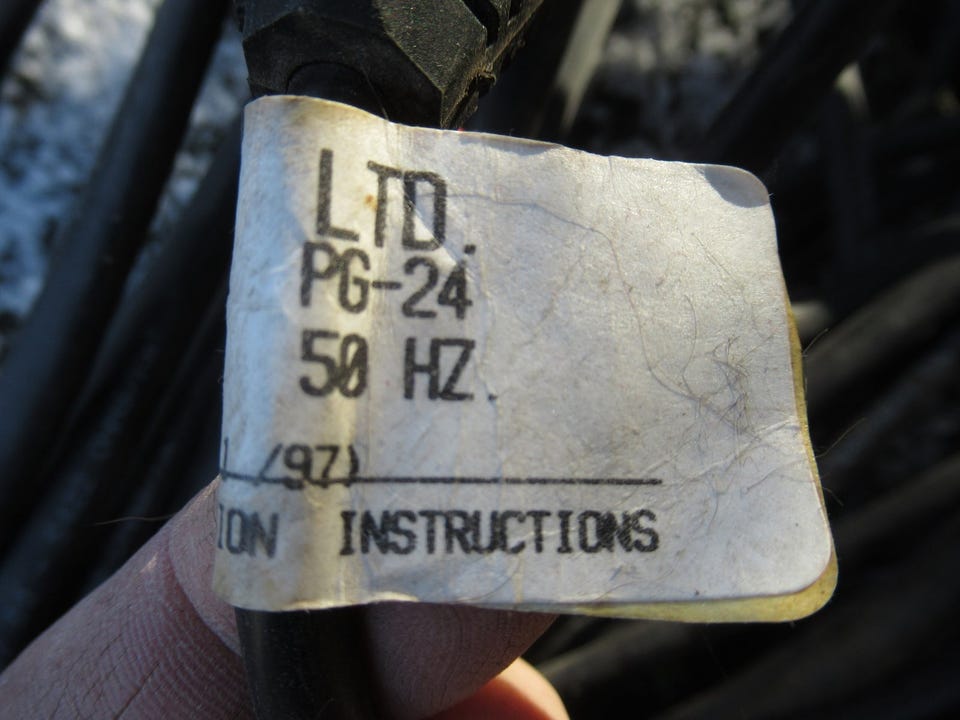 LTD.
PG-24
50 HZ.
(97)
ION INSTRUCTIONS